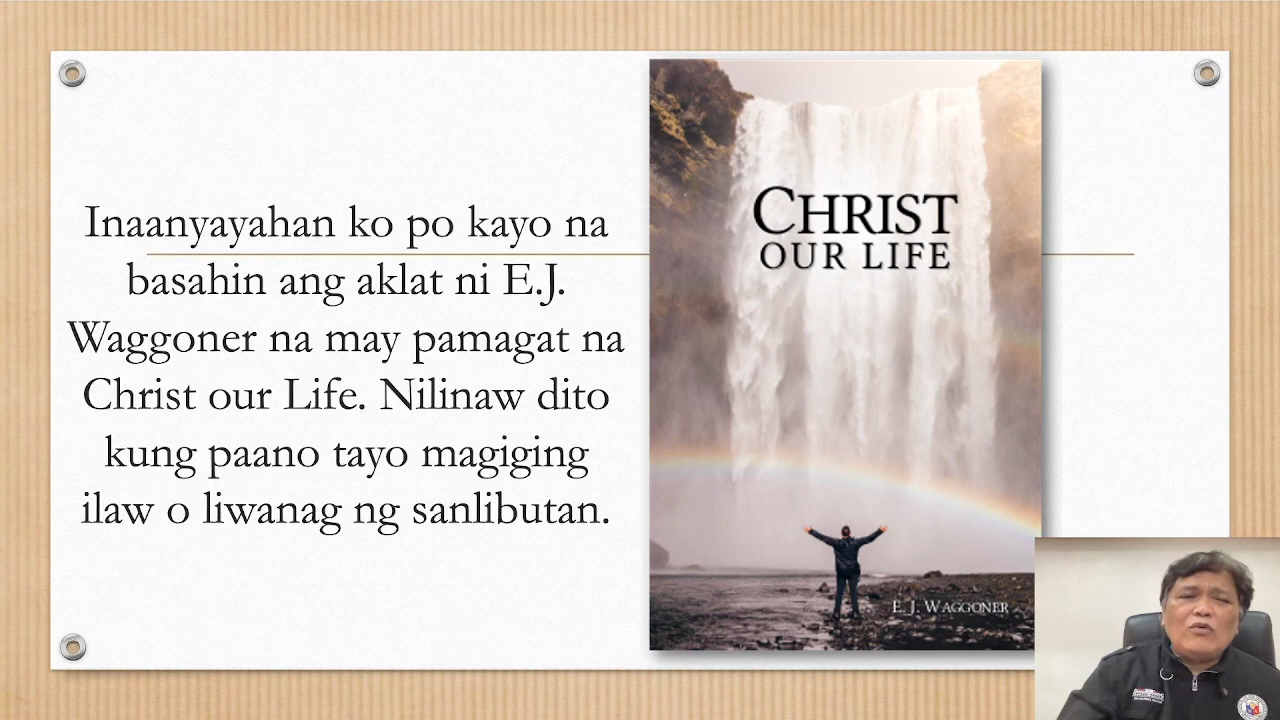 Inaanyayahan ko po kayo na
basahin ang aklat ni E.J.
Waggoner na may pamagat na
Christ our Life. Nilinaw dito
kung paano tayo magiging
ilaw o liwanag ng sanlibutan.
CHRIST
OUR LIFE
E. J. WAGGONER